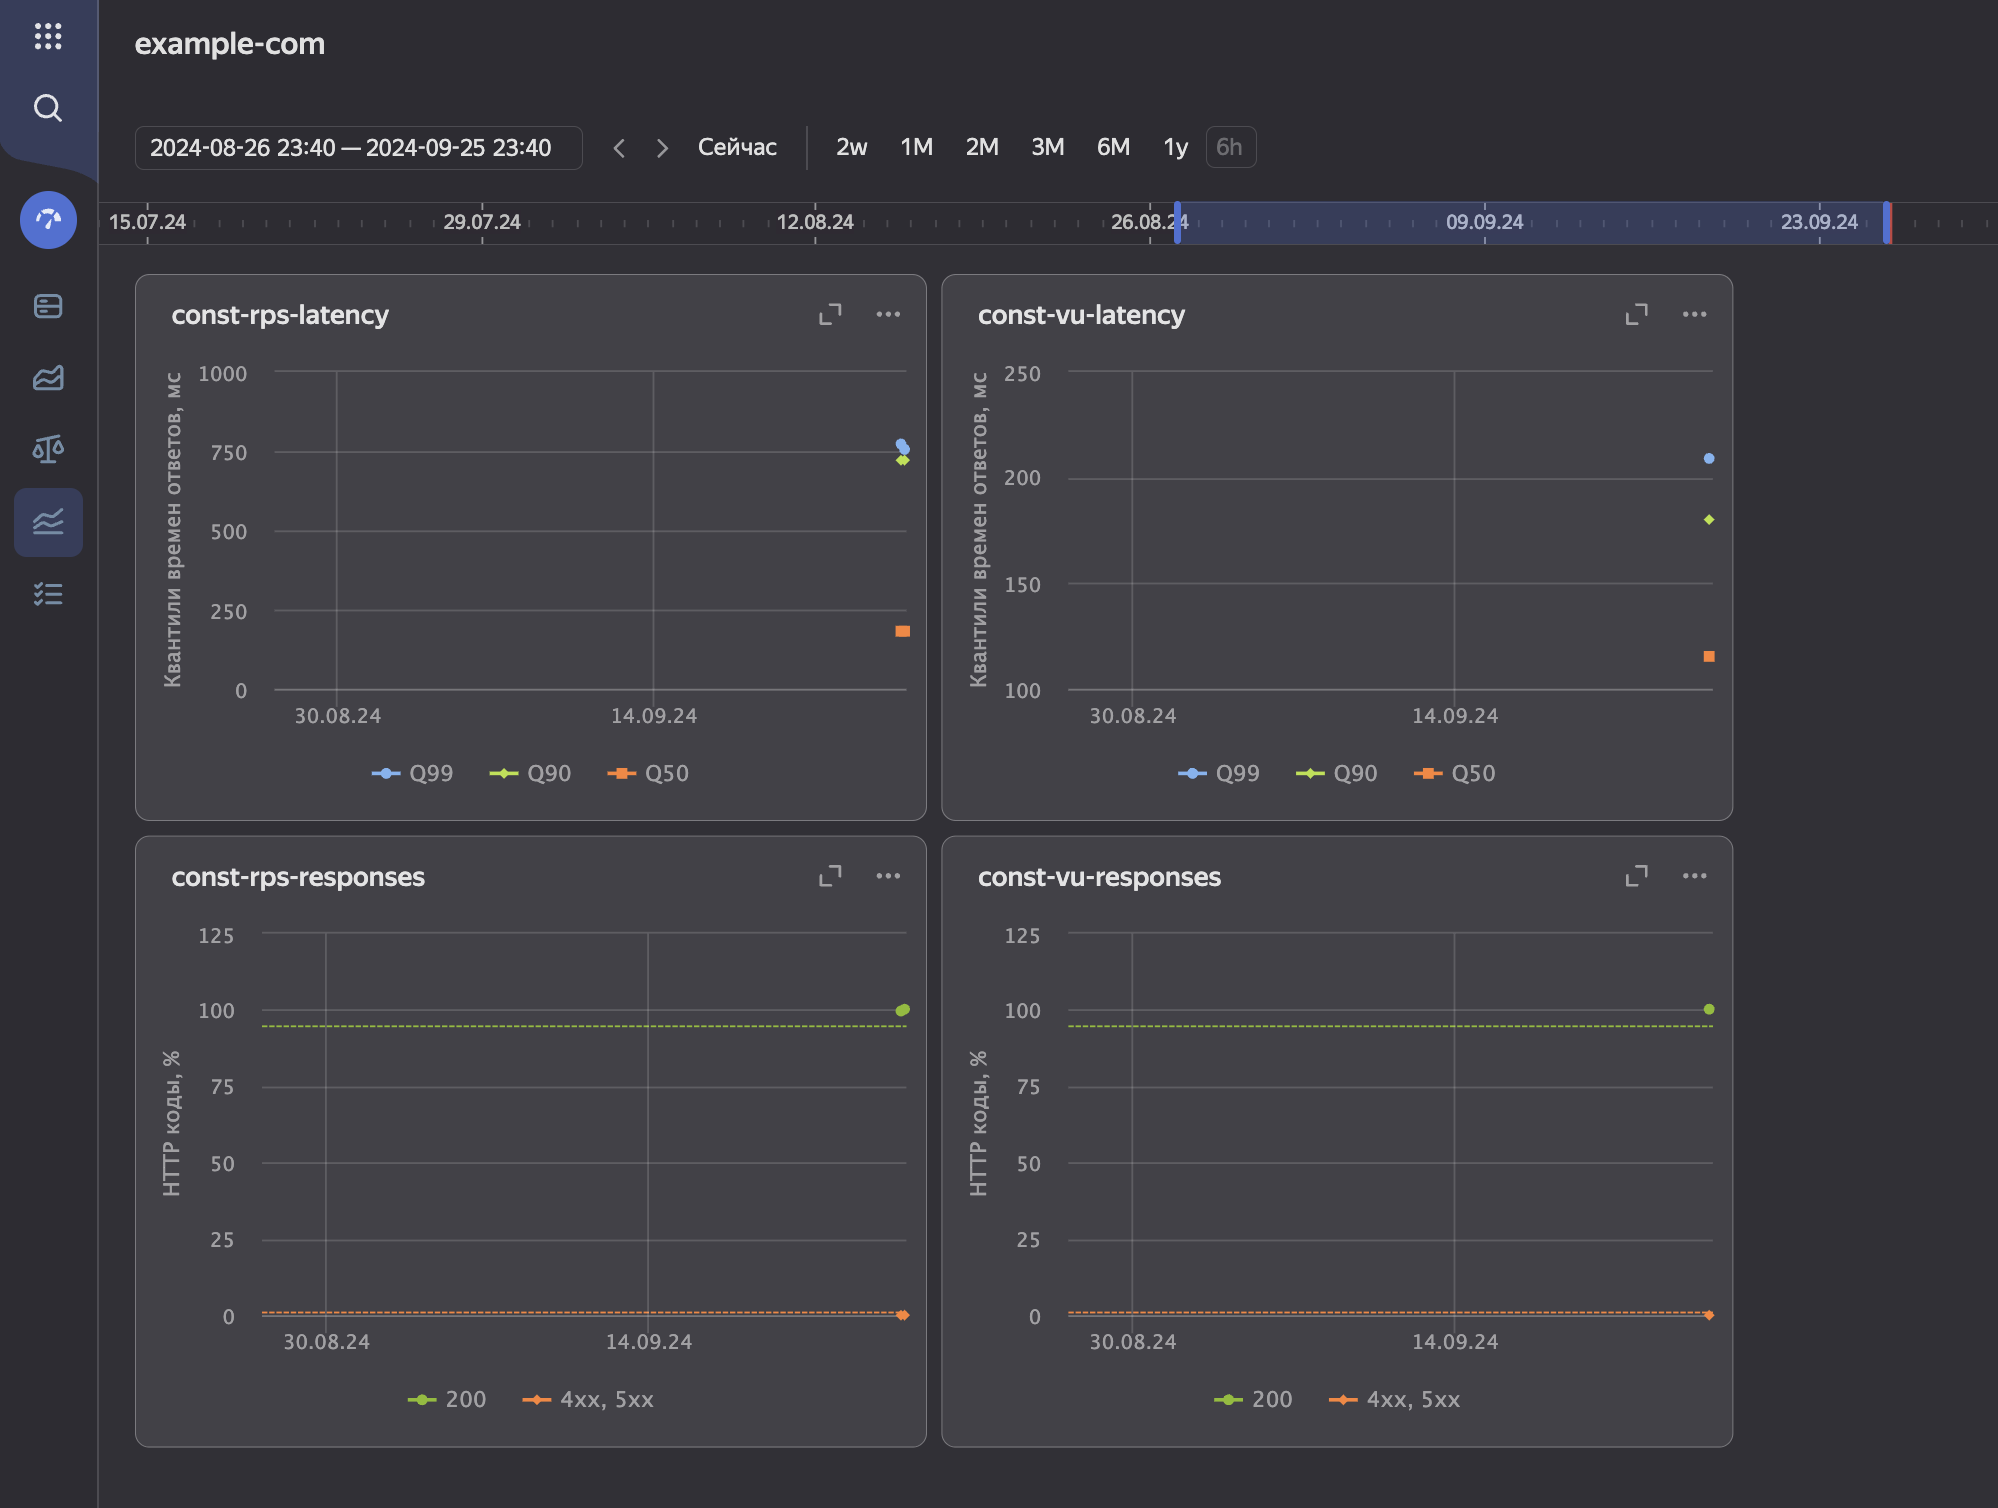 example-com
2024-08-26 23:40 — 2024-09-25 23:40
Сейчас
2w
1M
2M
3M
6M
1y
6h
15.07.24
29.07.24
12.08.24
26.08.24
09.09.24
23.09.24
const-rps-latency
Квантили времен ответов, мс
1000
750
500
250
0
30.08.24
14.09.24
Q99
Q90
Q50
const-vu-latency
Квантили времен ответов, мс
250
200
150
100
30.08.24
14.09.24
Q99
Q90
Q50
const-rps-responses
HTTP коды, %
125
100
75
50
25
0
30.08.24
14.09.24
200
4xx, 5xx
const-vu-responses
HTTP коды, %
125
100
75
50
25
0
30.08.24
14.09.24
200
4xx, 5xx